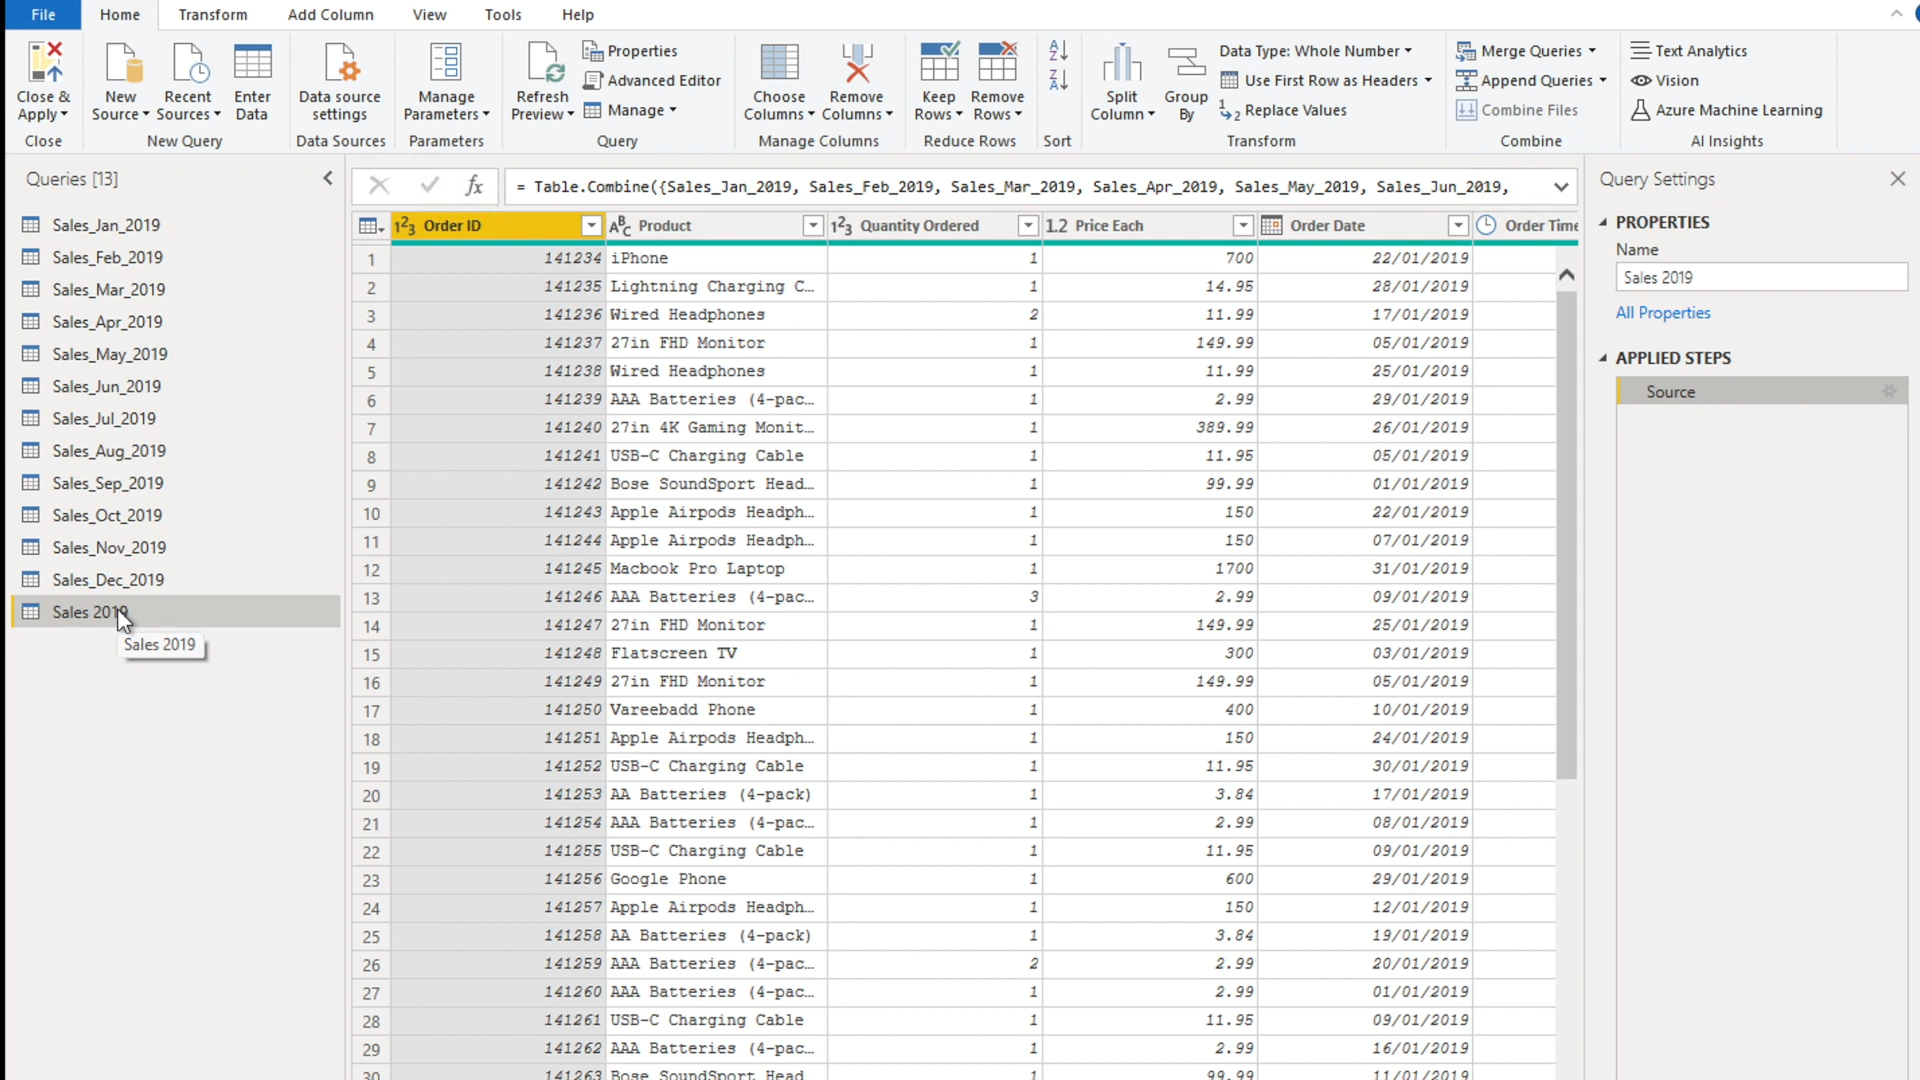 File Home Transform Add Column View Tools Help
Close & Apply New Source Recent Sources Enter Data Data source settings Manage Parameters Refresh Preview Properties Advanced Editor Manage Choose Columns Remove Columns Keep Rows Remove Rows Split Column Group By Data Type: Whole Number Use First Row as Headers Replace Values Merge Queries Append Queries Combine Files Text Analytics Vision Azure Machine Learning
Close New Query Data Sources Parameters Query Manage Columns Reduce Rows Sort Transform Combine AI Insights
Queries [13]
Sales_Jan_2019
Sales_Feb_2019
Sales_Mar_2019
Sales_Apr_2019
Sales_May_2019
Sales_Jun_2019
Sales_Jul_2019
Sales_Aug_2019
Sales_Sep_2019
Sales_Oct_2019
Sales_Nov_2019
Sales_Dec_2019
Sales 2019
Sales 2019
fx = Table.Combine({Sales_Jan_2019, Sales_Feb_2019, Sales_Mar_2019, Sales_Apr_2019, Sales_May_2019, Sales_Jun_2019,
123 Order ID ABC Product 123 Quantity Ordered 1.2 Price Each Order Date Order Time
1 141234 iPhone 1 700 22/01/2019
2 141235 Lightning Charging C... 1 14.95 28/01/2019
3 141236 Wired Headphones 2 11.99 17/01/2019
4 141237 27in FHD Monitor 1 149.99 05/01/2019
5 141238 Wired Headphones 1 11.99 25/01/2019
6 141239 AAA Batteries (4-pac... 1 2.99 29/01/2019
7 141240 27in 4K Gaming Monit... 1 389.99 26/01/2019
8 141241 USB-C Charging Cable 1 11.95 05/01/2019
9 141242 Bose SoundSport Head... 1 99.99 01/01/2019
10 141243 Apple Airpods Headph... 1 150 22/01/2019
11 141244 Apple Airpods Headph... 1 150 07/01/2019
12 141245 Macbook Pro Laptop 1 1700 31/01/2019
13 141246 AAA Batteries (4-pac... 3 2.99 09/01/2019
14 141247 27in FHD Monitor 1 149.99 25/01/2019
15 141248 Flatscreen TV 1 300 03/01/2019
16 141249 27in FHD Monitor 1 149.99 05/01/2019
17 141250 Vareebadd Phone 1 400 10/01/2019
18 141251 Apple Airpods Headph... 1 150 24/01/2019
19 141252 USB-C Charging Cable 1 11.95 30/01/2019
20 141253 AA Batteries (4-pack) 1 3.84 17/01/2019
21 141254 AAA Batteries (4-pac... 1 2.99 08/01/2019
22 141255 USB-C Charging Cable 1 11.95 09/01/2019
23 141256 Google Phone 1 600 29/01/2019
24 141257 Apple Airpods Headph... 1 150 12/01/2019
25 141258 AA Batteries (4-pack) 1 3.84 19/01/2019
26 141259 AAA Batteries (4-pac... 2 2.99 20/01/2019
27 141260 AAA Batteries (4-pac... 1 2.99 01/01/2019
28 141261 USB-C Charging Cable 1 11.95 09/01/2019
29 141262 AAA Batteries (4-pac... 1 2.99 16/01/2019
30 141263 Bose SoundSport Head 1 99.99 11/01/2019
Query Settings
PROPERTIES
Name
Sales 2019
All Properties
APPLIED STEPS
Source